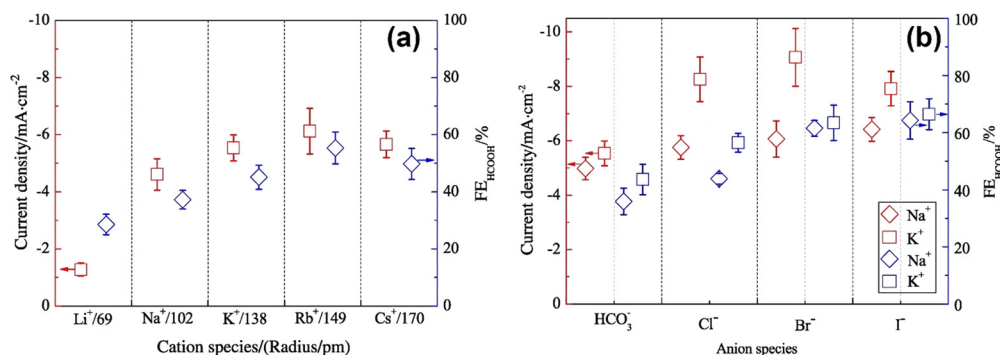 (a)
-10
-8
-6
-4
-2
0
Current density/mA·cm⁻²
100
80
60
40
20
0
FE_HCOOH/%
Li⁺/69 Na⁺/102 K⁺/138 Rb⁺/149 Cs⁺/170
Cation species/(Radius/pm)
(b)
-10
-8
-6
-4
-2
0
Current density/mA·cm⁻²
100
80
60
40
20
0
FE_HCOOH/%
Na⁺
K⁺
Na⁺
K⁺
HCO₃⁻ Cl⁻ Br⁻ I⁻
Anion species